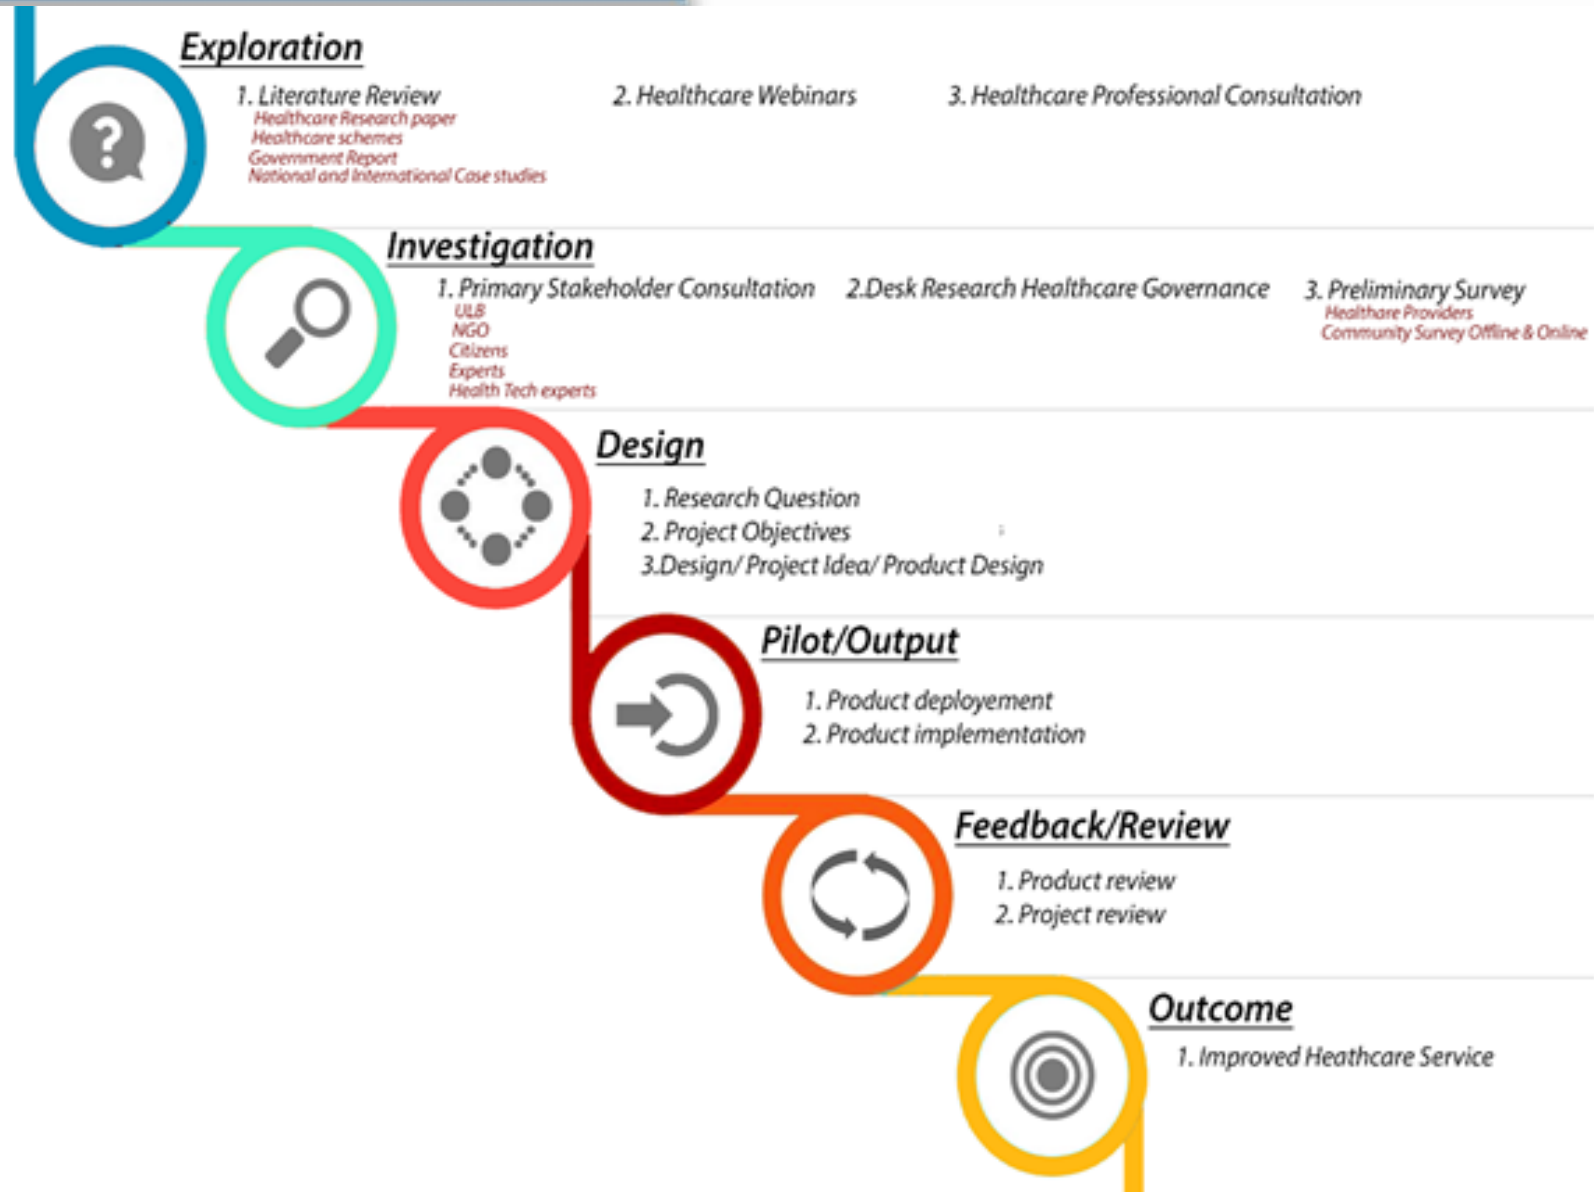 Exploration
1. Literature Review
Healthcare Research paper
Healthcare schemes
Government Report
National and International Case studies
2. Healthcare Webinars
3. Healthcare Professional Consultation
Investigation
1. Primary Stakeholder Consultation
ULB
NGO
Citizens
Experts
Health Tech experts
2.Desk Research Healthcare Governance
3. Preliminary Survey
Healthare Providers
Community Survey Offline & Online
Design
1. Research Question
2. Project Objectives
3.Design/ Project Idea/ Product Design
Pilot/Output
1. Product deployement
2. Product implementation
Feedback/Review
1. Product review
2. Project review
Outcome
1. Improved Heathcare Service